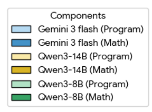 Components
Gemini 3 flash (Program)
Gemini 3 flash (Math)
Qwen3-14B (Program)
Qwen3-14B (Math)
Qwen3-8B (Program)
Qwen3-8B (Math)